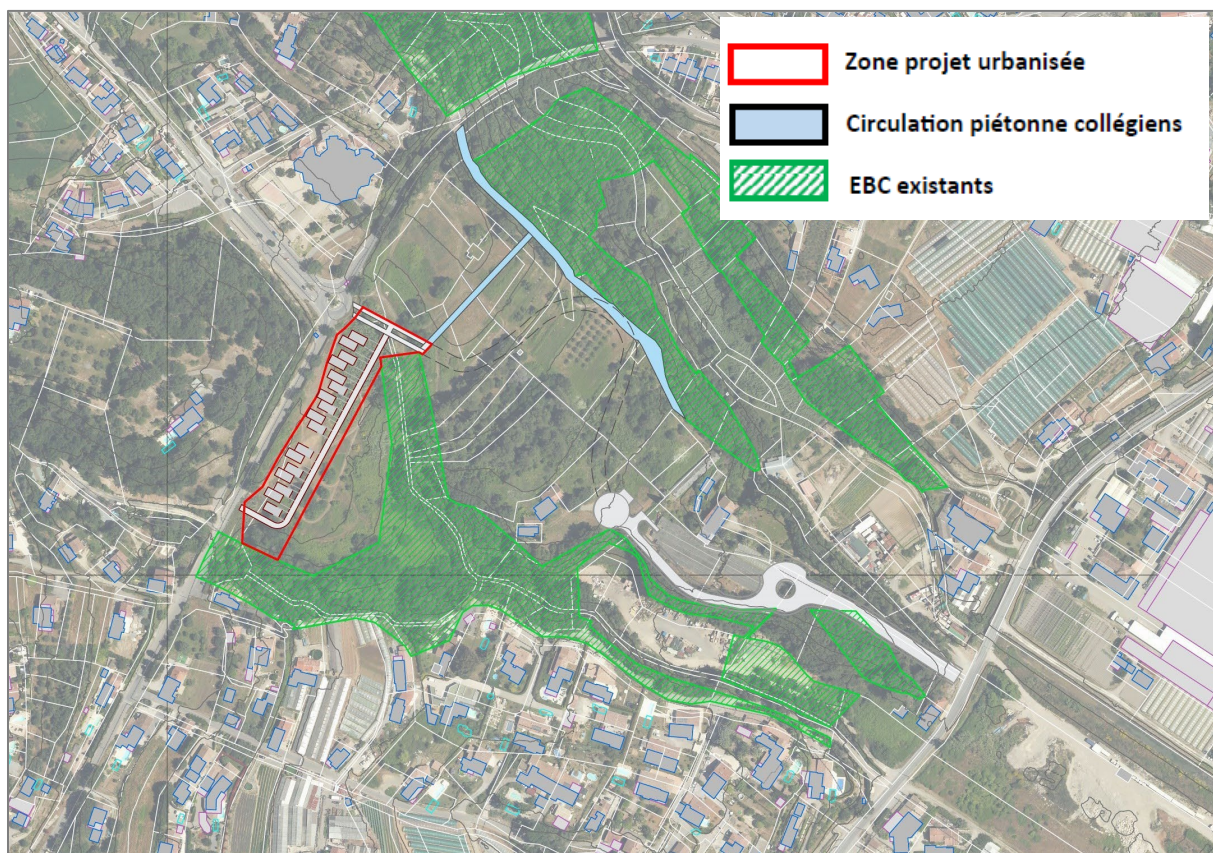 Zone projet urbanisée
Circulation piétonne collégiens
EBC existants